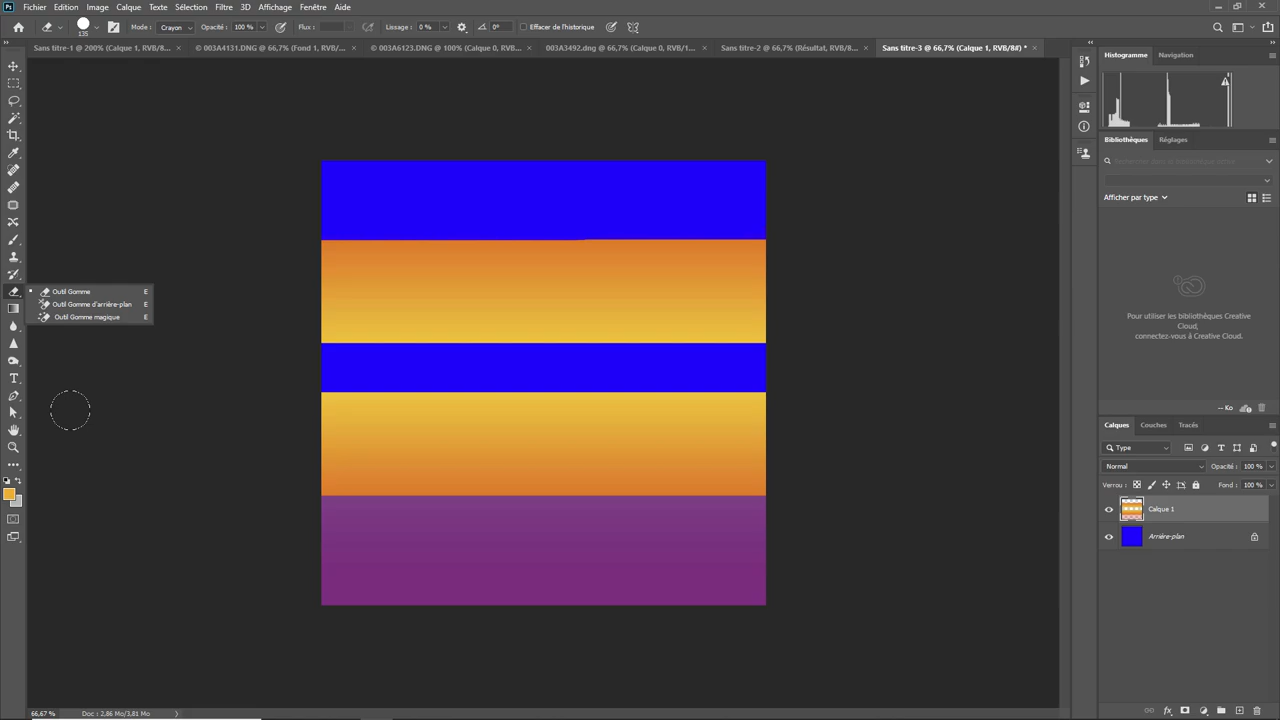 Ps Fichier Edition Image Calque Texte Sélection Filtre 3D Affichage Fenêtre Aide
135 Mode : Crayon Opacité : 100 % Flux : Lissage : 0 % 0° Effacer de l'historique
Sans titre-1 @ 200% (Calque 1, RVB/8... × © 003A4131.DNG @ 66,7% (Fond 1, RVB/8... × © 003A6123.DNG @ 100% (Calque 0, RVB/8... × 003A3492.dng @ 66,7% (Calque 0, RVB/1... × Sans titre-2 @ 66,7% (Résultat, RVB/8... × Sans titre-3 @ 66,7% (Calque 1, RVB/8#) * ×
Histogramme Navigation
Bibliothèques Réglages
Afficher par type
Outil Gomme E
Outil Gomme d'arrière-plan E
Outil Gomme magique E
Pour utiliser les bibliothèques Creative
Cloud,
connectez-vous à Creative Cloud.
-- Ko
Calques Couches Tracés
Type
Normal Opacité : 100 %
Verrou : Fond : 100 %
Calque 1
Arrière-plan
66,67 % Doc : 2,86 Mo/3,81 Mo